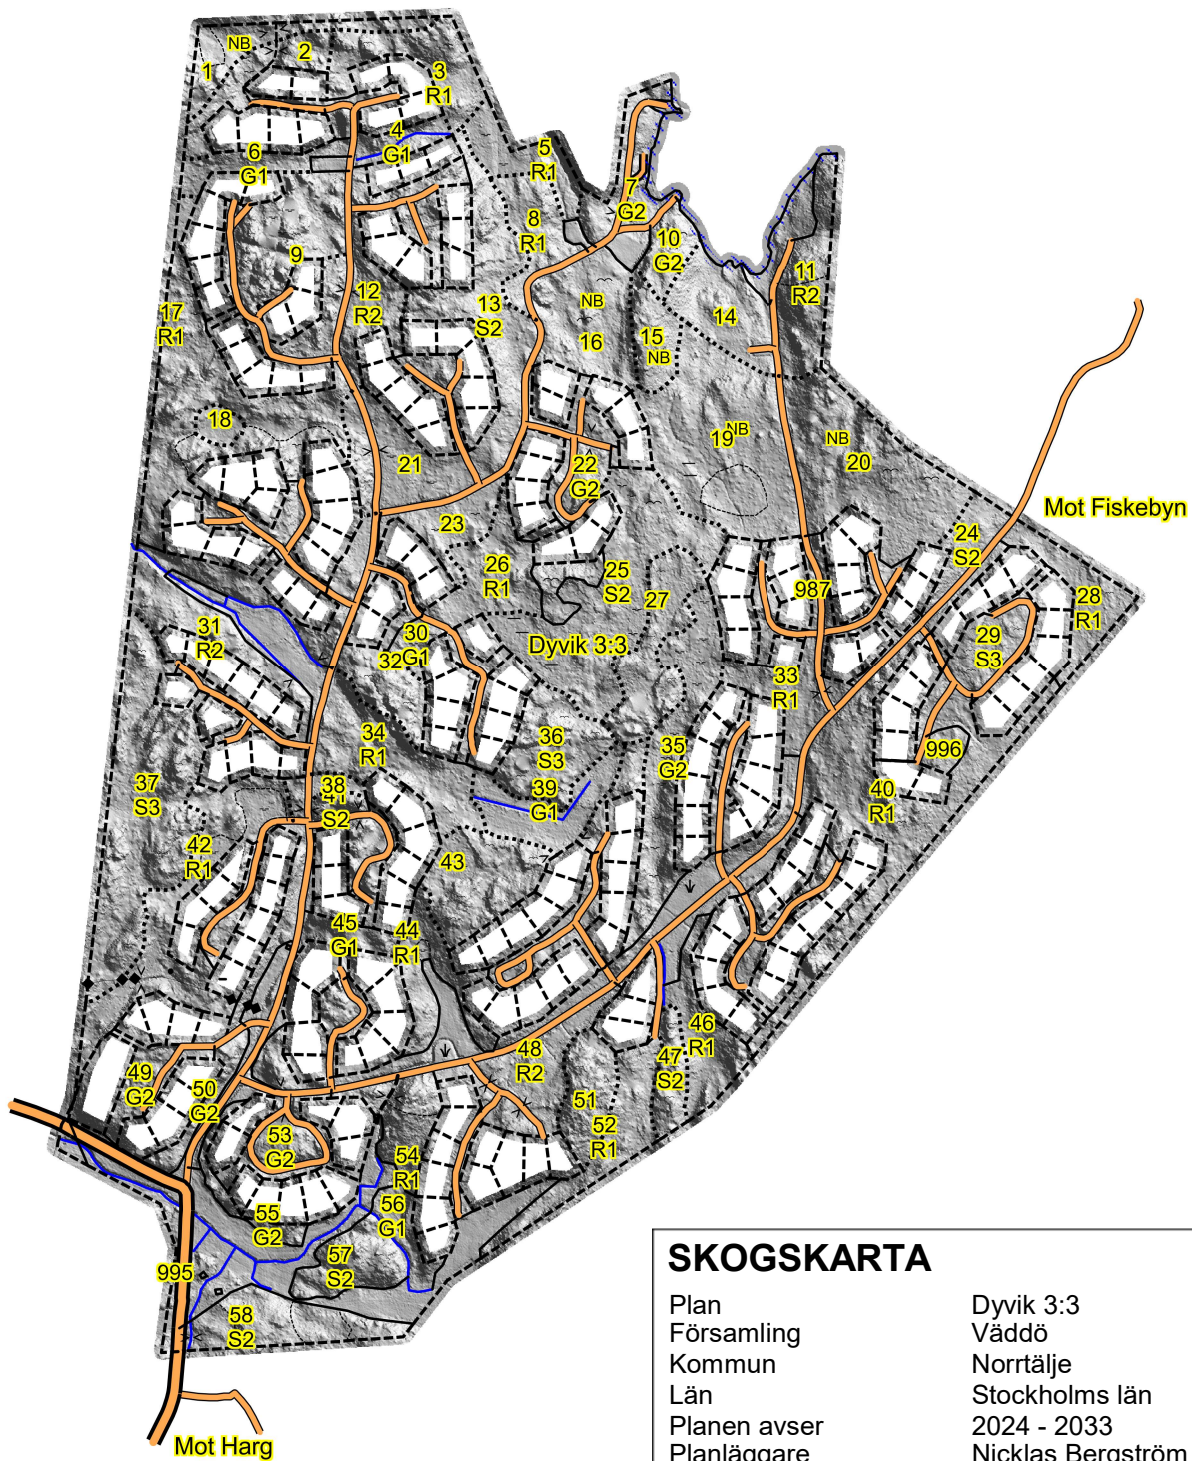 NB
1
2
3
R1
4
G1
5
R1
6
G1
7
G2
8
R1
9
10
G2
11
R2
12
R2
13
S2
14
NB
16
15
NB
17
R1
18
19
NB
NB
20
21
22
G2
23
24
S2
Mot Fiskebyn
25
S2
26
R1
27
987
28
R1
29
S3
30
G1
31
R2
32
Dyvik 3:3
33
R1
34
R1
35
G2
36
S3
37
S3
38
41
S2
39
G1
996
40
R1
42
R1
43
44
R1
45
G1
46
R1
47
S2
48
R2
49
G2
50
G2
51
52
R1
53
G2
54
R1
55
G2
56
G1
57
S2
995
58
S2
Mot Harg
SKOGSKARTA
Plan Dyvik 3:3
Församling Väddö
Kommun Norrtälje
Län Stockholms län
Planen avser 2024 - 2033
Planläggare Nicklas Bergström